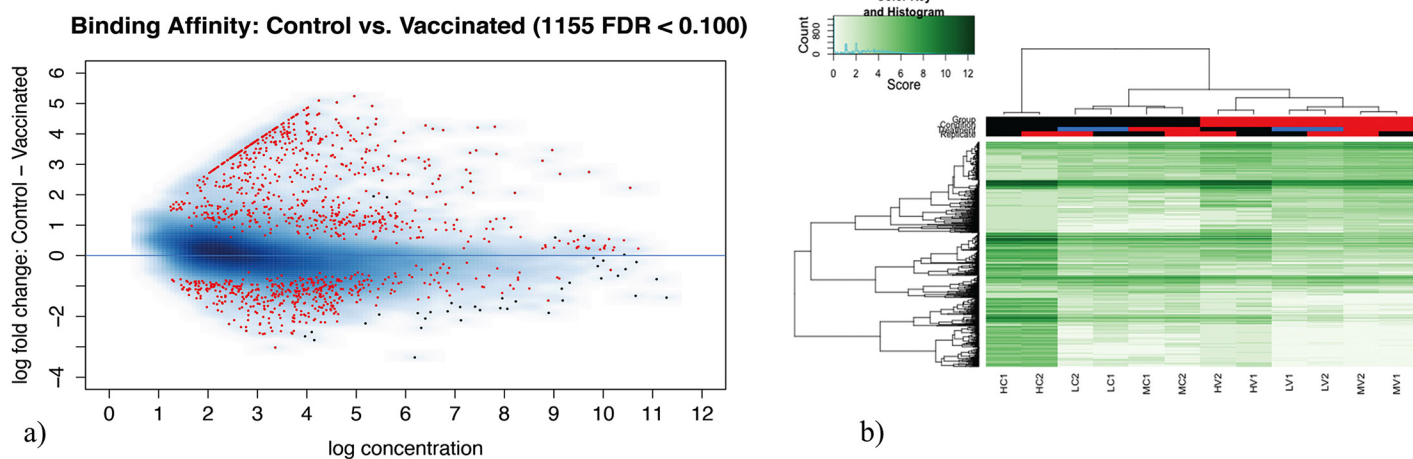 Binding Affinity: Control vs. Vaccinated (1155 FDR < 0.100)
log fold change: Control − Vaccinated
6
5
4
3
2
1
0
−2
−4
0 1 2 3 4 5 6 7 8 9 10 11 12
log concentration
a)
and Histogram
Count
0 800
0 2 4 6 8 10 12
Score
Group
Condition
Treatment
Replicate
HC1 HC2 LC2 LC1 MC1 MC2 HV2 HV1 LV1 LV2 MV2 MV1
b)